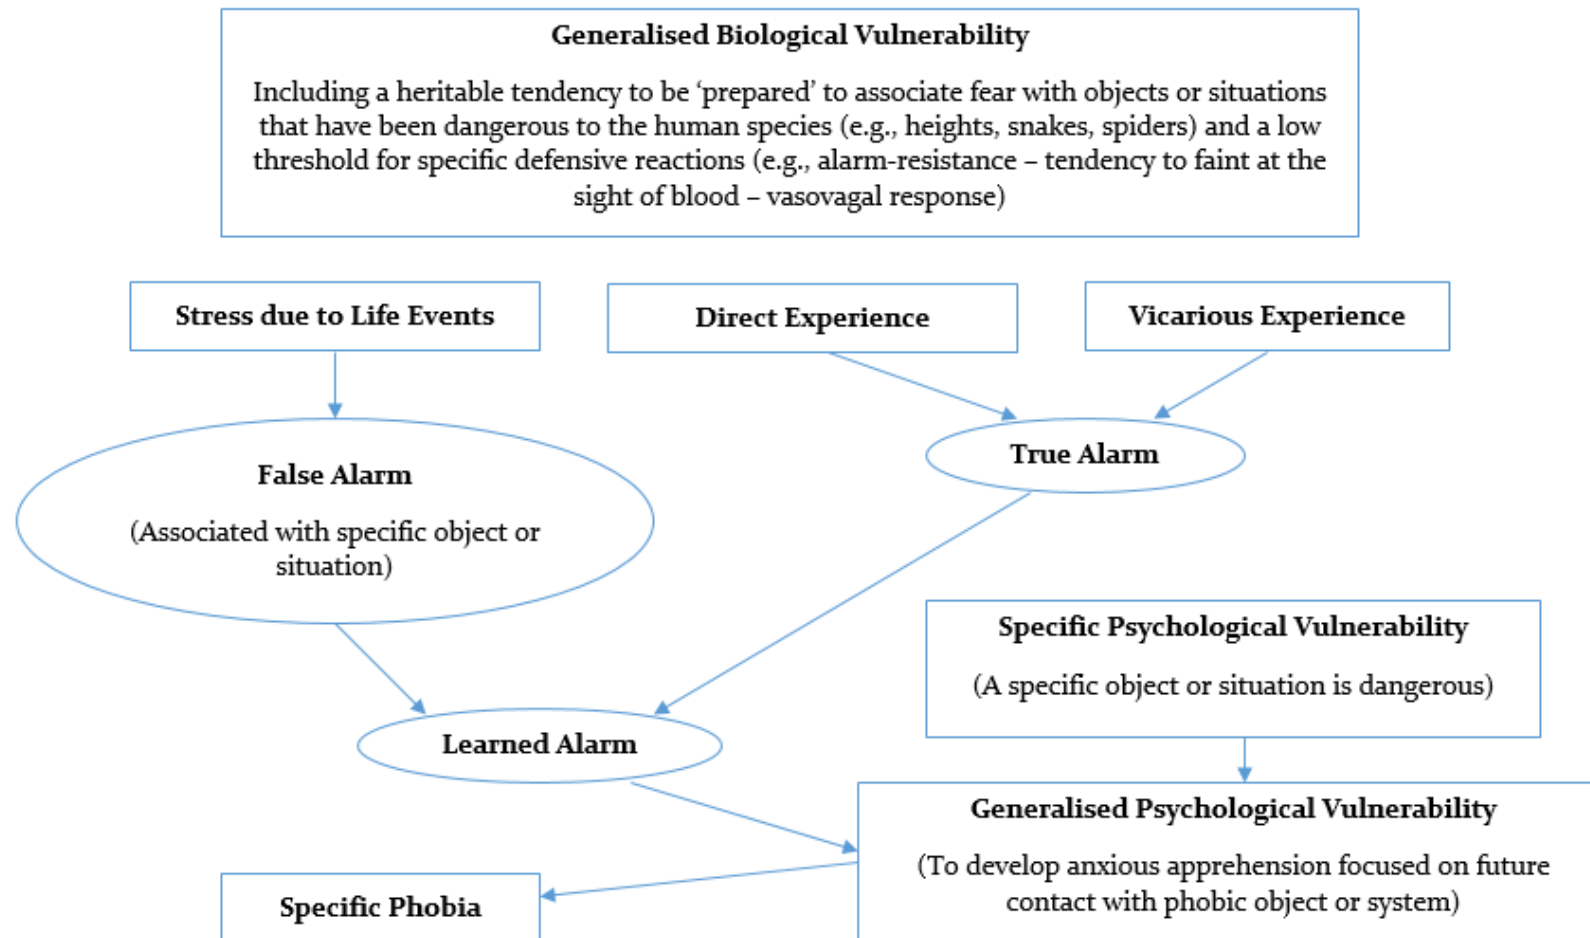 Generalised Biological Vulnerability
Including a heritable tendency to be ‘prepared’ to associate fear with objects or situations
that have been dangerous to the human species (e.g., heights, snakes, spiders) and a low
threshold for specific defensive reactions (e.g., alarm-resistance – tendency to faint at the
sight of blood – vasovagal response)
Stress due to Life Events
Direct Experience
Vicarious Experience
False Alarm
(Associated with specific object or
situation)
True Alarm
Specific Psychological Vulnerability
(A specific object or situation is dangerous)
Learned Alarm
Generalised Psychological Vulnerability
(To develop anxious apprehension focused on future
contact with phobic object or system)
Specific Phobia